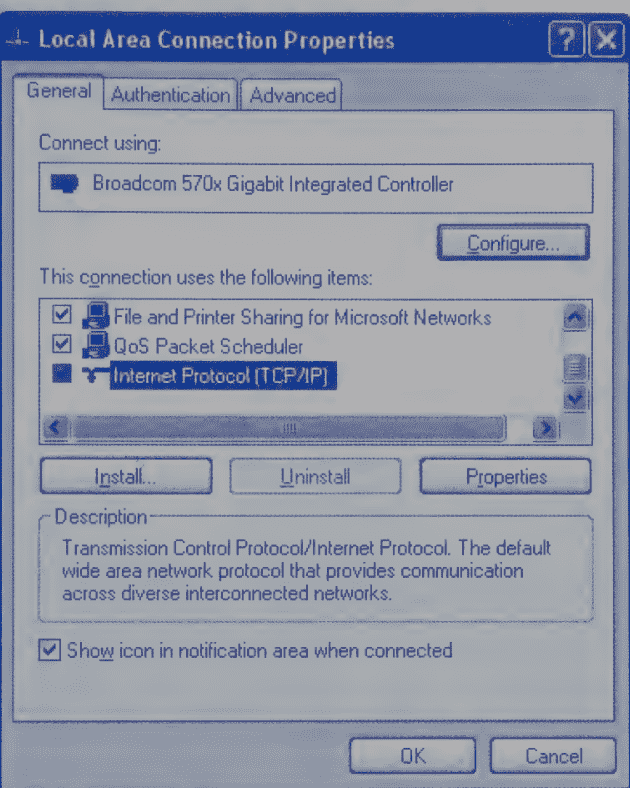 Local Area Connection Properties
General
Authentication
Advanced
Connect using:
Broadcom 570x Gigabit Integrated Controller
Configure...
This connection uses the following items:
File and Printer Sharing for Microsoft Networks
QoS Packet Scheduler
Internet Protocol (TCP/IP)
Install...
Uninstall
Properties
Description
Transmission Control Protocol/Internet Protocol. The default
wide area network protocol that provides communication
across diverse interconnected networks.
Show icon in notification area when connected
OK
Cancel